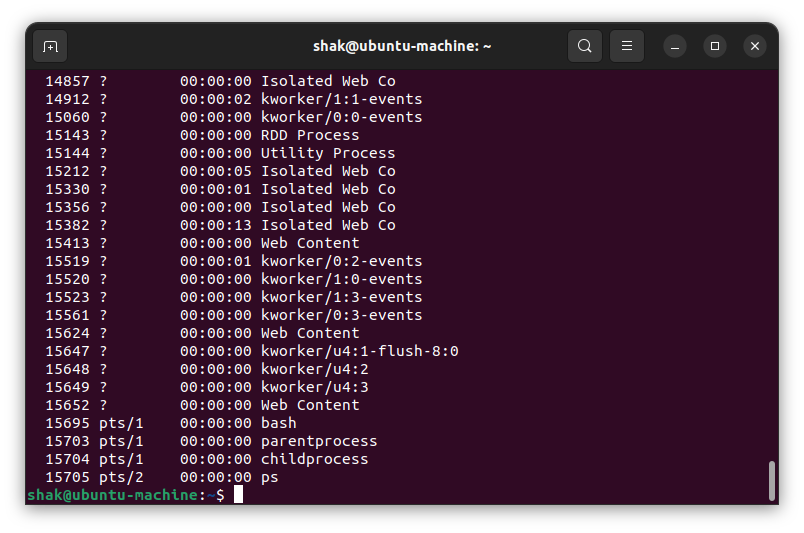 shak@ubuntu-machine: ~
14857 ? 00:00:00 Isolated Web Co
14912 ? 00:00:02 kworker/1:1-events
15060 ? 00:00:00 kworker/0:0-events
15143 ? 00:00:00 RDD Process
15144 ? 00:00:00 Utility Process
15212 ? 00:00:05 Isolated Web Co
15330 ? 00:00:01 Isolated Web Co
15356 ? 00:00:00 Isolated Web Co
15382 ? 00:00:13 Isolated Web Co
15413 ? 00:00:00 Web Content
15519 ? 00:00:01 kworker/0:2-events
15520 ? 00:00:00 kworker/1:0-events
15523 ? 00:00:00 kworker/1:3-events
15561 ? 00:00:00 kworker/0:3-events
15624 ? 00:00:00 Web Content
15647 ? 00:00:00 kworker/u4:1-flush-8:0
15648 ? 00:00:00 kworker/u4:2
15649 ? 00:00:00 kworker/u4:3
15652 ? 00:00:00 Web Content
15695 pts/1 00:00:00 bash
15703 pts/1 00:00:00 parentprocess
15704 pts/1 00:00:00 childprocess
15705 pts/2 00:00:00 ps
shak@ubuntu-machine:~$